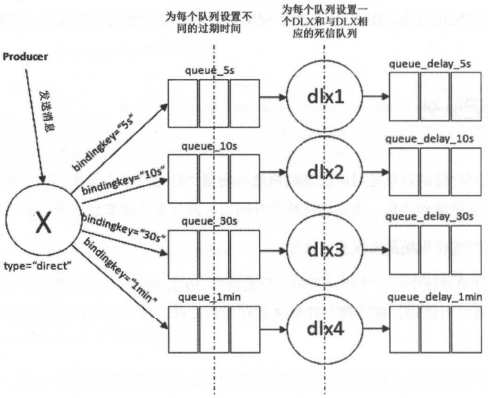 为每个队列设置不
同的过期时间
为每个队列设置一
个DLX和与DLX相
应的死信队列
Producer
发送消息
X
type="direct"
bindingkey="5s"
bindingkey="10s"
bindingkey="30s"
bindingkey="1min"
queue_5s
dlx1
queue_delay_5s
queue_10s
dlx2
queue_delay_10s
queue_30s
dlx3
queue_delay_30s
queue_1min
dlx4
queue_delay_1min